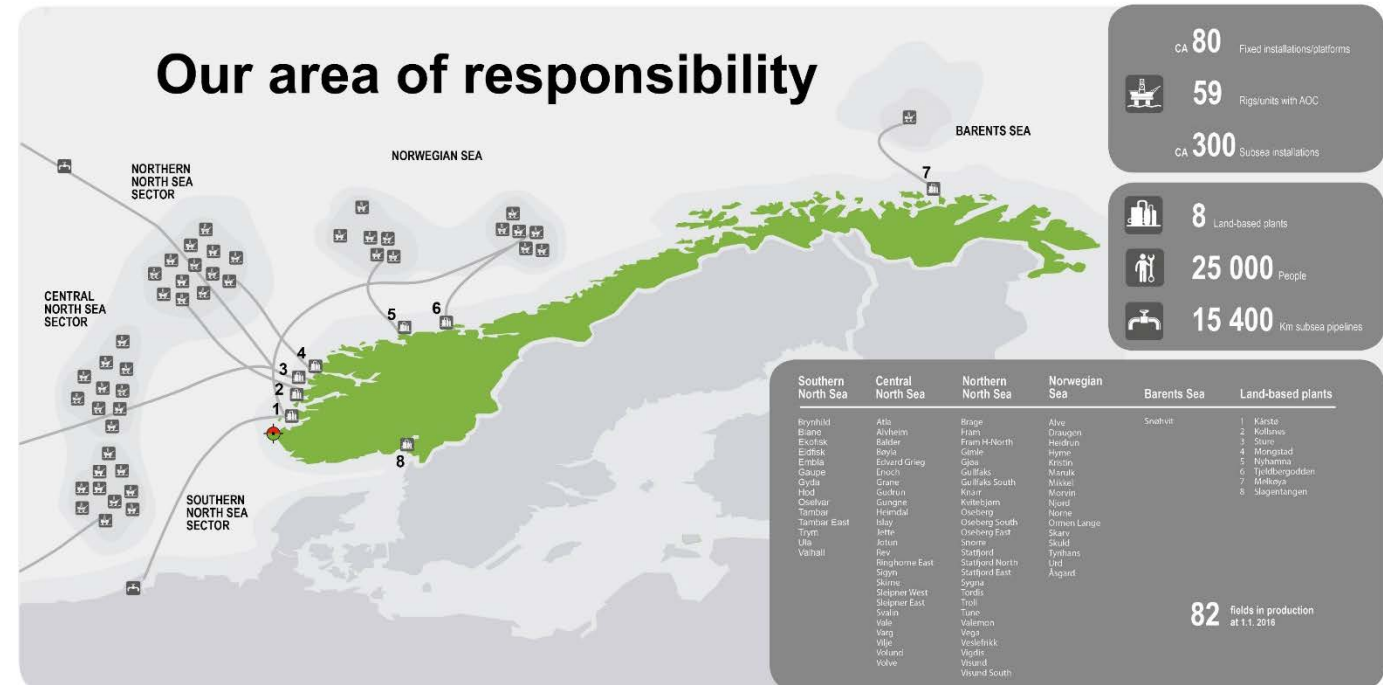 Our area of responsibility
NORTHERN
NORTH SEA
SECTOR
NORWEGIAN SEA
BARENTS SEA
CENTRAL
NORTH SEA
SECTOR
SOUTHERN
NORTH SEA
SECTOR
1
2
3
4
5
6
7
8
CA 80 Fixed installations/platforms
59 Rigs/units with AOC
CA 300 Subsea installations
8 Land-based plants
25 000 People
15 400 Km subsea pipelines
Southern
North Sea
Brynhild
Blane
Ekofisk
Eldfisk
Embla
Gaupe
Gyda
Hod
Oselvar
Tambar
Tambar East
Trym
Ula
Valhall
Central
North Sea
Atla
Alvheim
Balder
Bøyla
Edvard Grieg
Enoch
Grane
Gudrun
Gungne
Heimdal
Islay
Jette
Jotun
Rev
Ringhorne East
Sigyn
Skirne
Sleipner West
Sleipner East
Svalin
Vale
Varg
Vilje
Volund
Volve
Northern
North Sea
Brage
Fram
Fram H-North
Gimle
Gjøa
Gullfaks
Gullfaks South
Knarr
Kvitebjørn
Oseberg
Oseberg South
Oseberg East
Snorre
Statfjord
Statfjord North
Statfjord East
Sygna
Tordis
Troll
Tune
Valemon
Vega
Veslefrikk
Vigdis
Visund
Visund South
Norwegian
Sea
Alve
Draugen
Heidrun
Hyme
Kristin
Marulk
Mikkel
Morvin
Njord
Norne
Ormen Lange
Skarv
Skuld
Tyrihans
Urd
Åsgard
Barents Sea
Snøhvit
Land-based plants
1 Kårstø
2 Kollsnes
3 Sture
4 Mongstad
5 Nyhamna
6 Tjeldbergodden
7 Melkøya
8 Slagentangen
82 fields in production
at 1.1. 2016